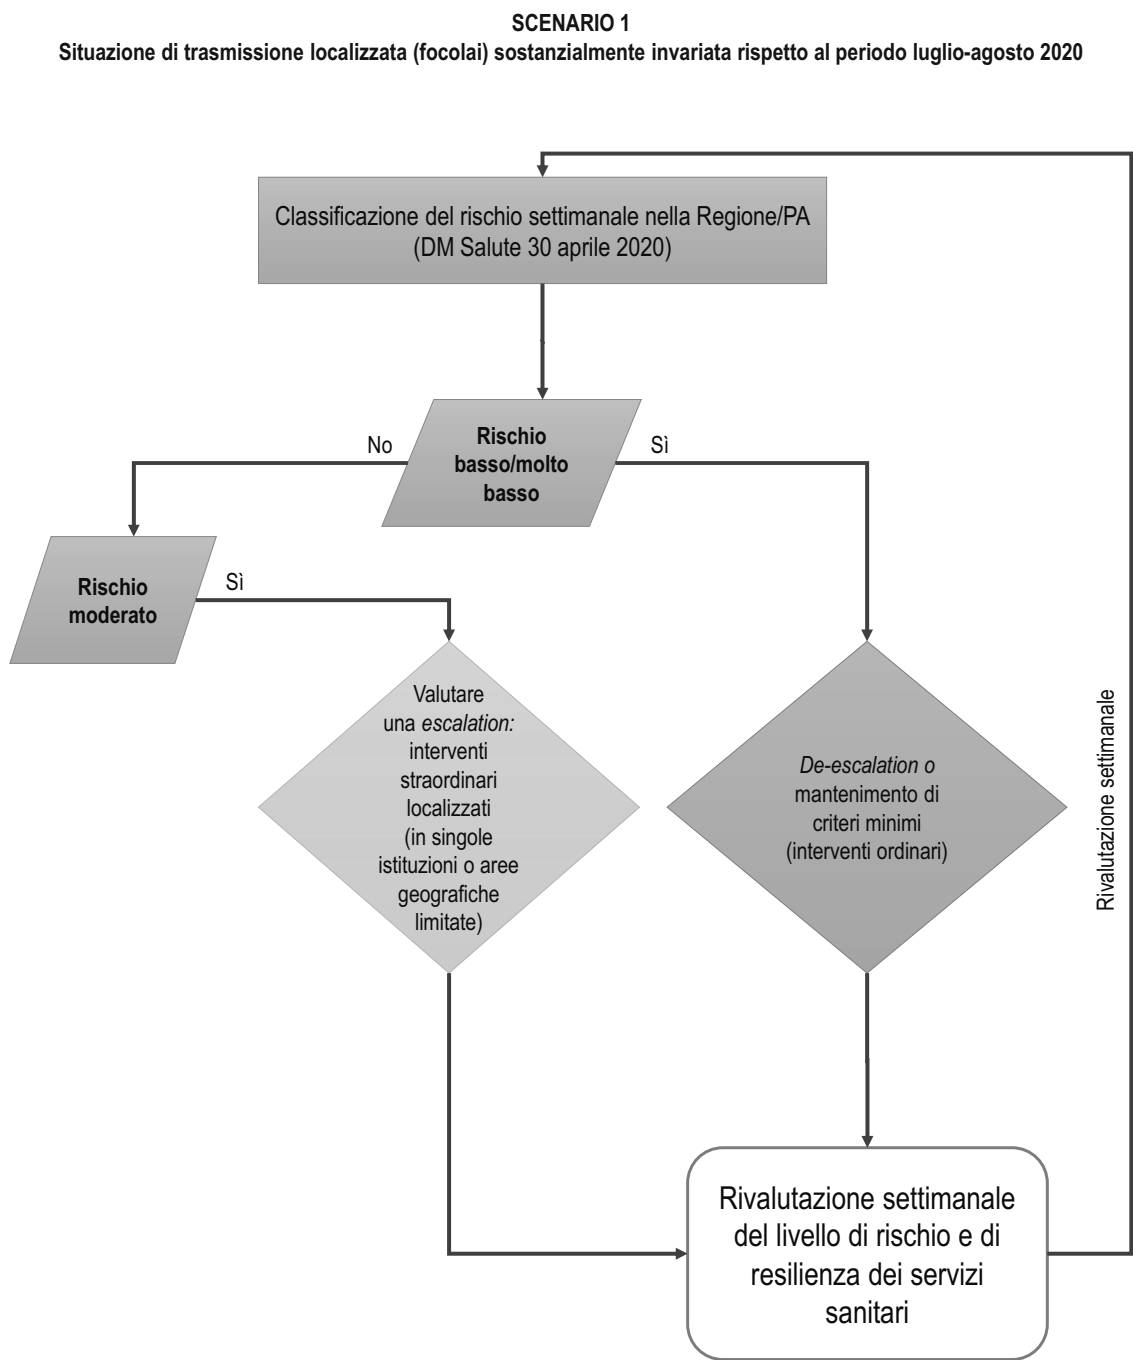 SCENARIO 1
Situazione di trasmissione localizzata (focolai) sostanzialmente invariata rispetto al periodo luglio-agosto 2020
Classificazione del rischio settimanale nella Regione/PA
(DM Salute 30 aprile 2020)
No
Rischio
basso/molto
basso
Sì
Rischio
moderato
Sì
Valutare
una escalation:
interventi
straordinari
localizzati
(in singole
istituzioni o aree
geografiche
limitate)
De-escalation o
mantenimento di
criteri minimi
(interventi ordinari)
Rivalutazione settimanale
Rivalutazione settimanale
del livello di rischio e di
resilienza dei servizi
sanitari